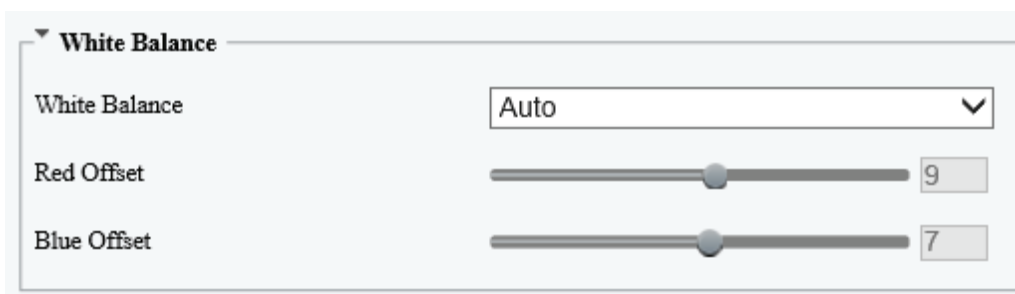 White Balance
White Balance Auto
Red Offset 9
Blue Offset 7